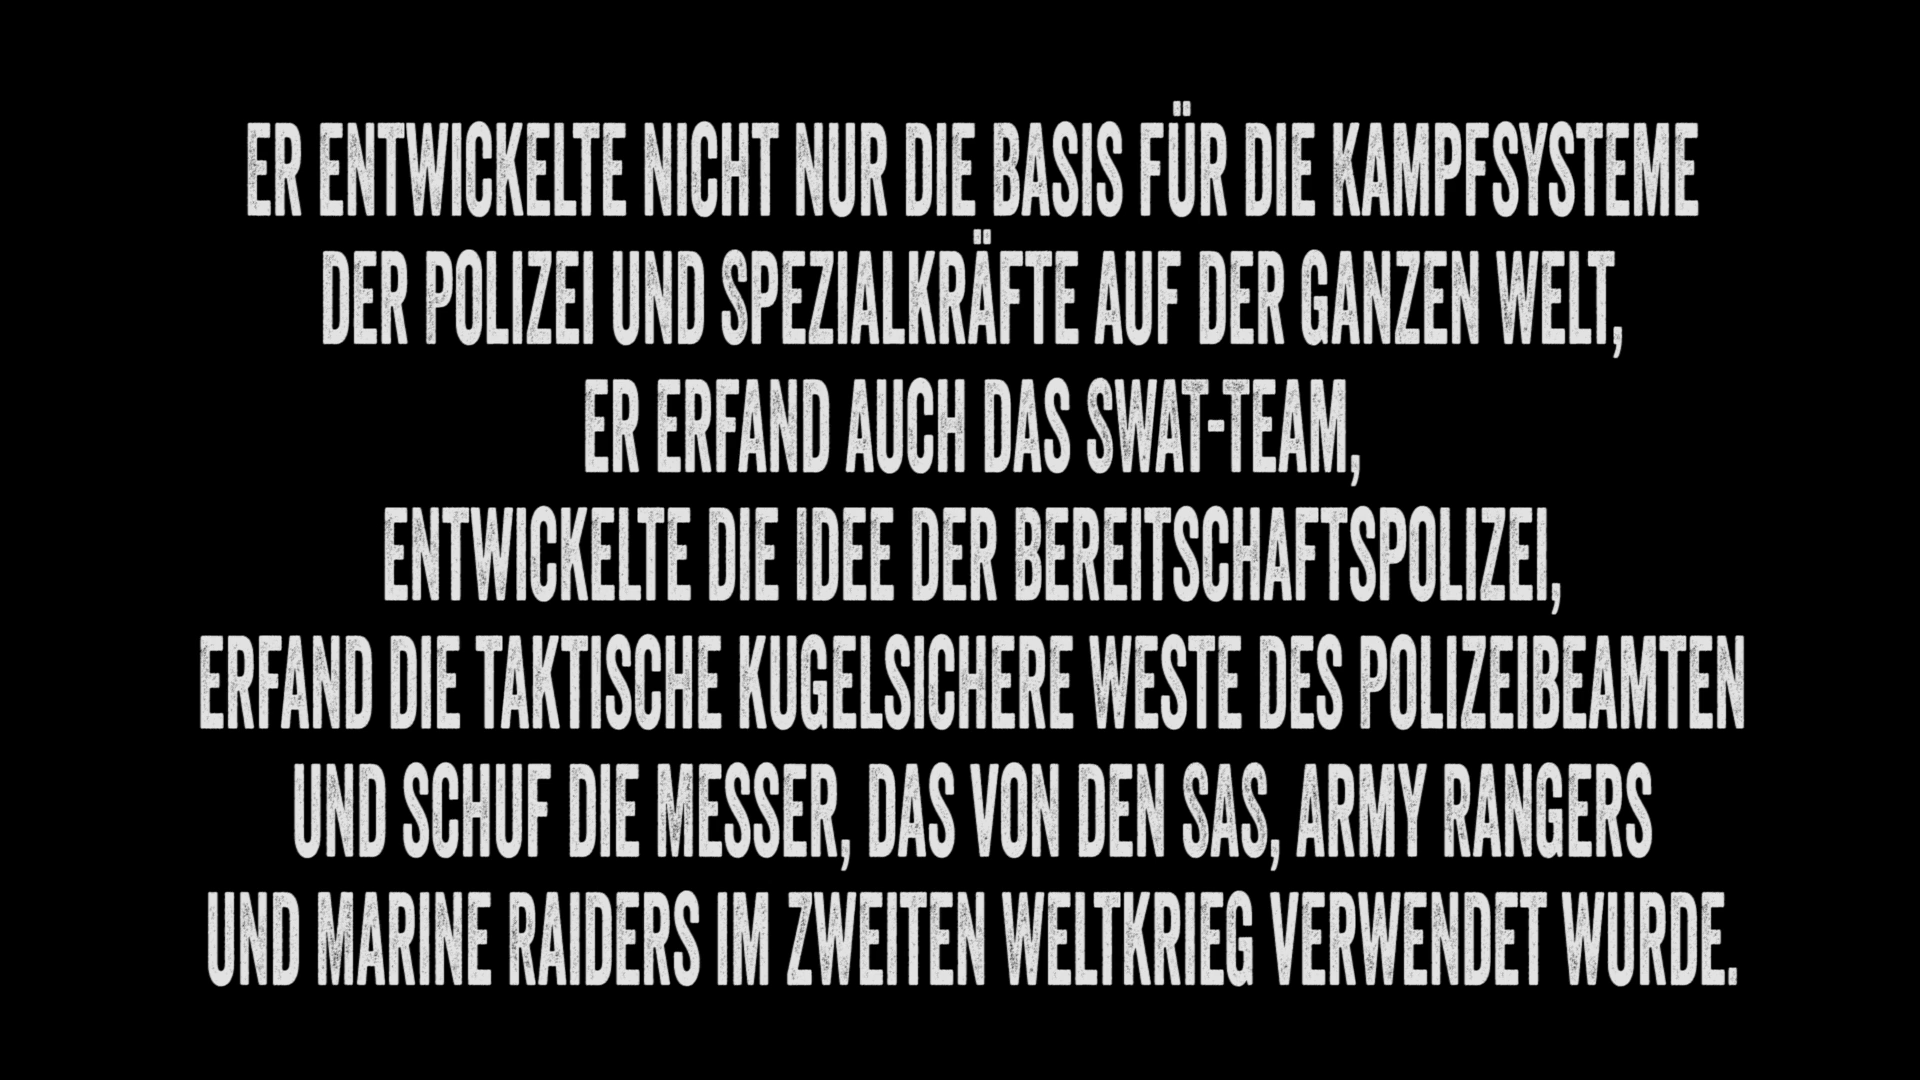 ER ENTWICKELTE NICHT NUR DIE BASIS FÜR DIE KAMPFSYSTEME
DER POLIZEI UND SPEZIALKRÄFTE AUF DER GANZEN WELT,
ER ERFAND AUCH DAS SWAT-TEAM,
ENTWICKELTE DIE IDEE DER BEREITSCHAFTSPOLIZEI,
ERFAND DIE TAKTISCHE KUGELSICHERE WESTE DES POLIZEIBEAMTEN
UND SCHUF DIE MESSER, DAS VON DEN SAS, ARMY RANGERS
UND MARINE RAIDERS IM ZWEITEN WELTKRIEG VERWENDET WURDE.